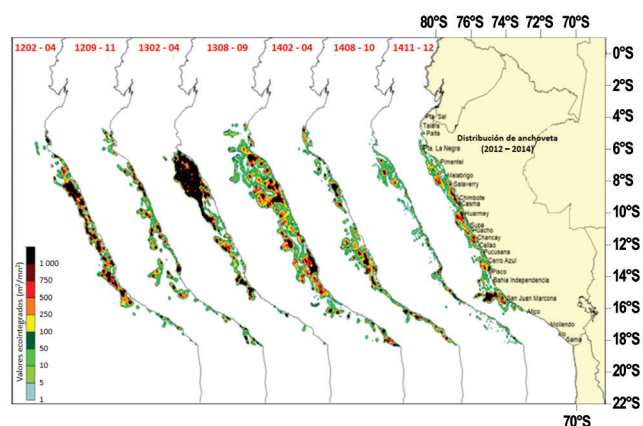 80°S 78°S 76°S 74°S 72°S 70°S
1202 - 04 1209 - 11 1302 - 04 1308 - 09 1402 - 04 1408 - 10 1411 - 12
0°S
2°S
4°S
6°S
8°S
10°S
12°S
14°S
16°S
18°S
20°S
22°S
70°S
Distribución de anchoveta
(2012 – 2014)
Pta Sal
Talara
Paita
Pta La Negra
Pimentel
Malabrigo
Salaverry
Chimbote
Casma
Huarmey
Supe
Huacho
Chancay
Callao
Pucusana
Cerro Azul
Pisco
Bahia Independencia
San Juan Marcona
Atico
Mollendo
Ilo
Sama
Valores ecointegrados (m²/mn²)
1 000
750
500
250
100
50
10
5
1